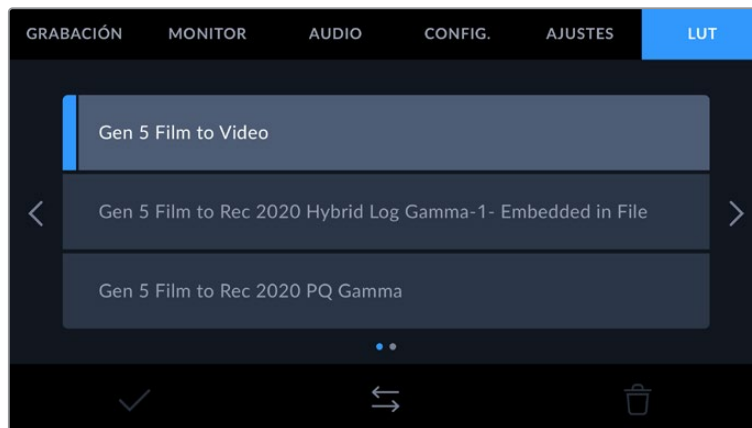 GRABACIÓN MONITOR AUDIO CONFIG. AJUSTES LUT
Gen 5 Film to Video
Gen 5 Film to Rec 2020 Hybrid Log Gamma-1- Embedded in File
Gen 5 Film to Rec 2020 PQ Gamma